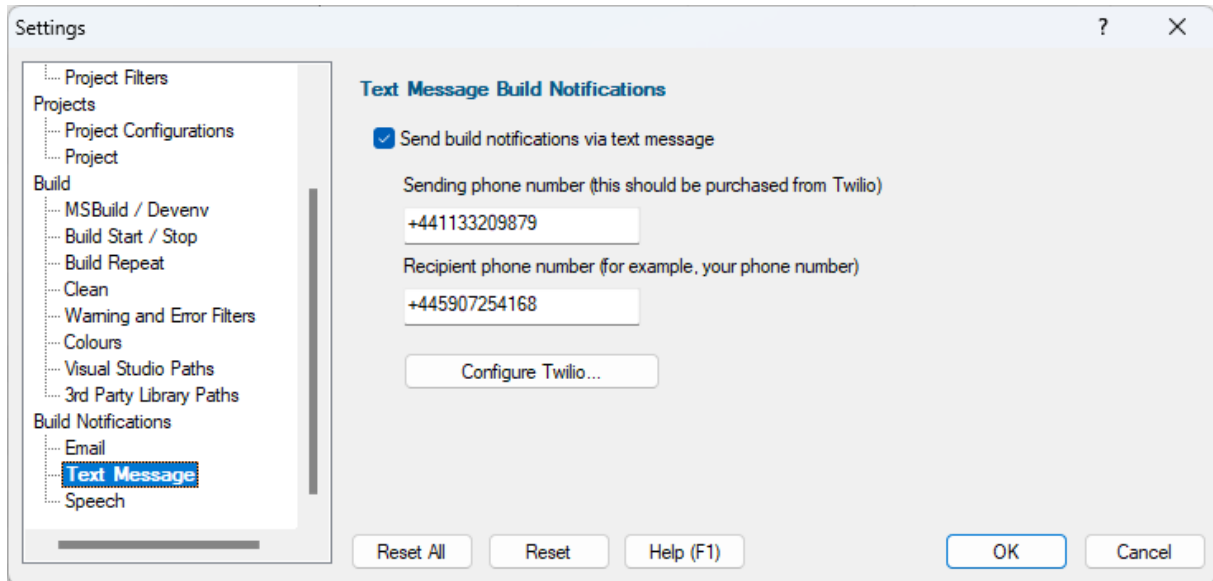 Settings
?
Project Filters
Projects
Project Configurations
Project
Build
MSBuild / Devenv
Build Start / Stop
Build Repeat
Clean
Warning and Error Filters
Colours
Visual Studio Paths
3rd Party Library Paths
Build Notifications
Email
Text Message
Speech
Text Message Build Notifications
Send build notifications via text message
Sending phone number (this should be purchased from Twilio)
+441133209879
Recipient phone number (for example, your phone number)
+445907254168
Configure Twilio...
Reset All
Reset
Help (F1)
OK
Cancel